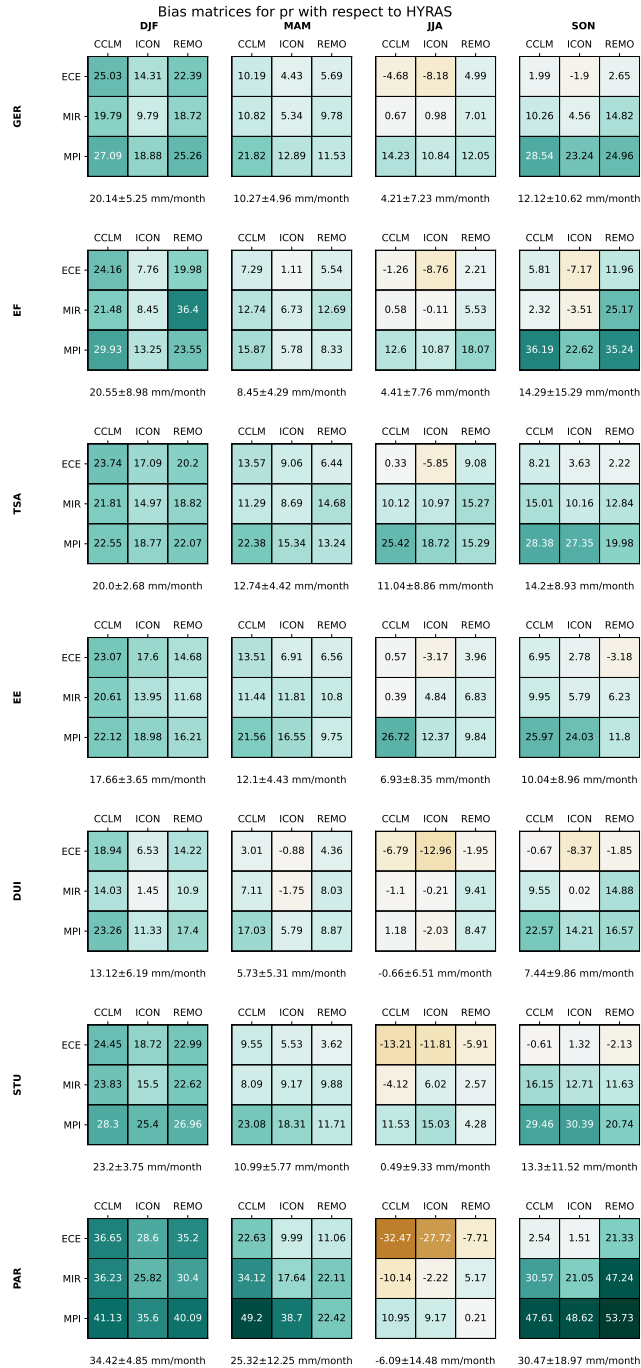 Bias matrices for pr with respect to HYRAS
DJF MAM JJA SON
GER
CCLM ICON REMO CCLM ICON REMO CCLM ICON REMO CCLM ICON REMO
ECE 25.03 14.31 22.39 10.19 4.43 5.69 -4.68 -8.18 4.99 1.99 -1.9 2.65
MIR 19.79 9.79 18.72 10.82 5.34 9.78 0.67 0.98 7.01 10.26 4.56 14.82
MPI 27.09 18.88 25.26 21.82 12.89 11.53 14.23 10.84 12.05 28.54 23.24 24.96
20.14±5.25 mm/month 10.27±4.96 mm/month 4.21±7.23 mm/month 12.12±10.62 mm/month
EF
CCLM ICON REMO CCLM ICON REMO CCLM ICON REMO CCLM ICON REMO
ECE 24.16 7.76 19.98 7.29 1.11 5.54 -1.26 -8.76 2.21 5.81 -7.17 11.96
MIR 21.48 8.45 36.4 12.74 6.73 12.69 0.58 -0.11 5.53 2.32 -3.51 25.17
MPI 29.93 13.25 23.55 15.87 5.78 8.33 12.6 10.87 18.07 36.19 22.62 35.24
20.55±8.98 mm/month 8.45±4.29 mm/month 4.41±7.76 mm/month 14.29±15.29 mm/month
TSA
CCLM ICON REMO CCLM ICON REMO CCLM ICON REMO CCLM ICON REMO
ECE 23.74 17.09 20.2 13.57 9.06 6.44 0.33 -5.85 9.08 8.21 3.63 2.22
MIR 21.81 14.97 18.82 11.29 8.69 14.68 10.12 10.97 15.27 15.01 10.16 12.84
MPI 22.55 18.77 22.07 22.38 15.34 13.24 25.42 18.72 15.29 28.38 27.35 19.98
20.0±2.68 mm/month 12.74±4.42 mm/month 11.04±8.86 mm/month 14.2±8.93 mm/month
EE
CCLM ICON REMO CCLM ICON REMO CCLM ICON REMO CCLM ICON REMO
ECE 23.07 17.6 14.68 13.51 6.91 6.56 0.57 -3.17 3.96 6.95 2.78 -3.18
MIR 20.61 13.95 11.68 11.44 11.81 10.8 0.39 4.84 6.83 9.95 5.79 6.23
MPI 22.12 18.98 16.21 21.56 16.55 9.75 26.72 12.37 9.84 25.97 24.03 11.8
17.66±3.65 mm/month 12.1±4.43 mm/month 6.93±8.35 mm/month 10.04±8.96 mm/month
DUI
CCLM ICON REMO CCLM ICON REMO CCLM ICON REMO CCLM ICON REMO
ECE 18.94 6.53 14.22 3.01 -0.88 4.36 -6.79 -12.96 -1.95 -0.67 -8.37 -1.85
MIR 14.03 1.45 10.9 7.11 -1.75 8.03 -1.1 -0.21 9.41 9.55 0.02 14.88
MPI 23.26 11.33 17.4 17.03 5.79 8.87 1.18 -2.03 8.47 22.57 14.21 16.57
13.12±6.19 mm/month 5.73±5.31 mm/month -0.66±6.51 mm/month 7.44±9.86 mm/month
STU
CCLM ICON REMO CCLM ICON REMO CCLM ICON REMO CCLM ICON REMO
ECE 24.45 18.72 22.99 9.55 5.53 3.62 -13.21 -11.81 -5.91 -0.61 1.32 -2.13
MIR 23.83 15.5 22.62 8.09 9.17 9.88 -4.12 6.02 2.57 16.15 12.71 11.63
MPI 28.3 25.4 26.96 23.08 18.31 11.71 11.53 15.03 4.28 29.46 30.39 20.74
23.2±3.75 mm/month 10.99±5.77 mm/month 0.49±9.33 mm/month 13.3±11.52 mm/month
PAR
CCLM ICON REMO CCLM ICON REMO CCLM ICON REMO CCLM ICON REMO
ECE 36.65 28.6 35.2 22.63 9.99 11.06 -32.47 -27.72 -7.71 2.54 1.51 21.33
MIR 36.23 25.82 30.4 34.12 17.64 22.11 -10.14 -2.22 5.17 30.57 21.05 47.24
MPI 41.13 35.6 40.09 49.2 38.7 22.42 10.95 9.17 0.21 47.61 48.62 53.73
34.42±4.85 mm/month 25.32±12.25 mm/month -6.09±14.48 mm/month 30.47±18.97 mm/month